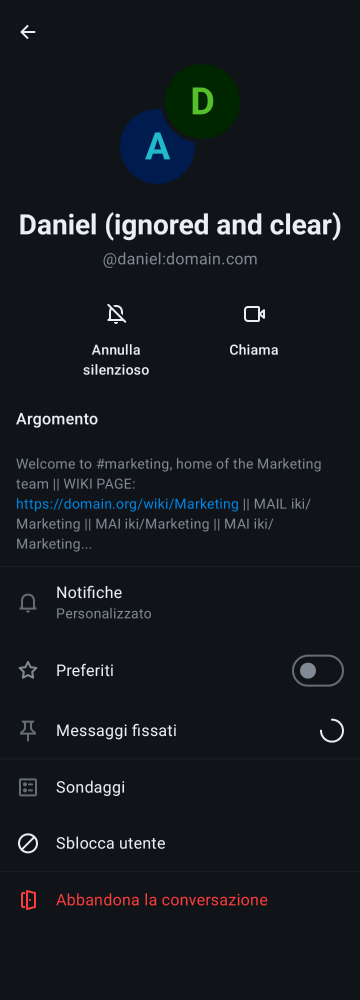 D
A
Daniel (ignored and clear)
@daniel:domain.com
Annulla
silenzioso
Chiama
Argomento
Welcome to #marketing, home of the Marketing
team || WIKI PAGE:
https://domain.org/wiki/Marketing || MAIL iki/
Marketing || MAI iki/Marketing || MAI iki/
Marketing...
Notifiche
Personalizzato
Preferiti
Messaggi fissati
Sondaggi
Sblocca utente
Abbandona la conversazione